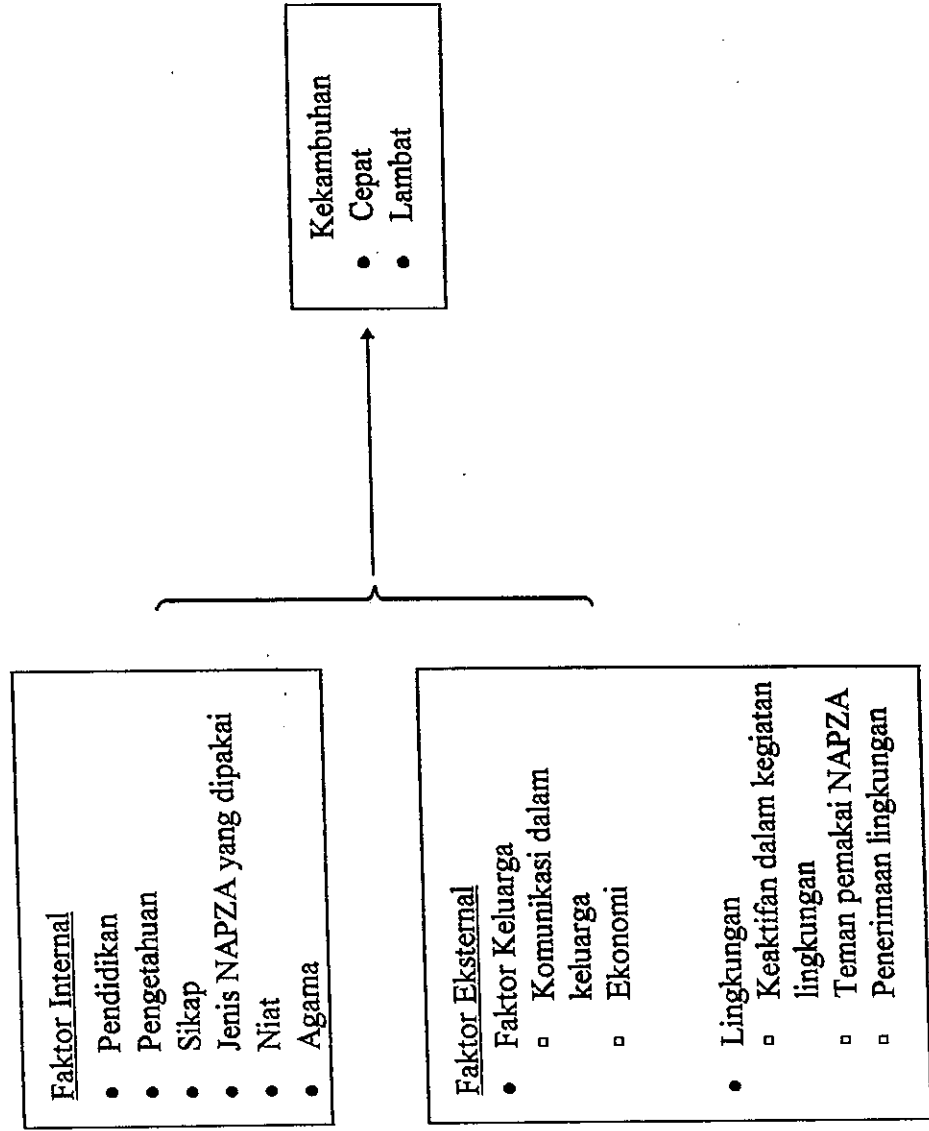 Faktor Internal
• Pendidikan
• Pengetahuan
• Sikap
• Jenis NAPZA yang dipakai
• Niat
• Agama
Faktor Eksternal
• Faktor Keluarga
▫ Komunikasi dalam
keluarga
▫ Ekonomi
• Lingkungan
▫ Keaktifan dalam kegiatan
lingkungan
▫ Teman pemakai NAPZA
▫ Penerimaan lingkungan
Kekambuhan
• Cepat
• Lambat